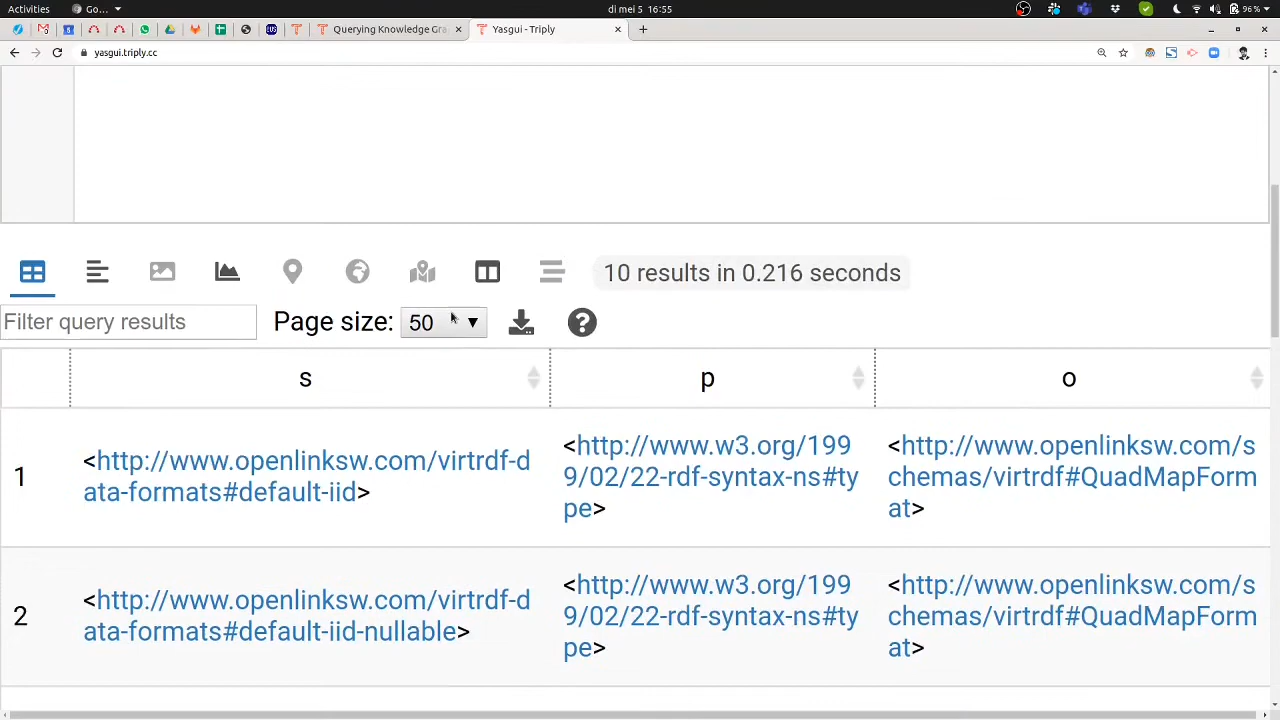 Activities
Go...
di mei 5 16:55
96%
Querying Knowledge Gra
Yasgui - Triply
yasgui.triply.cc
10 results in 0.216 seconds
Filter query results
Page size: 50
s p o
1
<http://www.openlinksw.com/virtrdf-d
ata-formats#default-iid>
<http://www.w3.org/199
9/02/22-rdf-syntax-ns#ty
pe>
<http://www.openlinksw.com/s
chemas/virtrdf#QuadMapForm
at>
2
<http://www.openlinksw.com/virtrdf-d
ata-formats#default-iid-nullable>
<http://www.w3.org/199
9/02/22-rdf-syntax-ns#ty
pe>
<http://www.openlinksw.com/s
chemas/virtrdf#QuadMapForm
at>